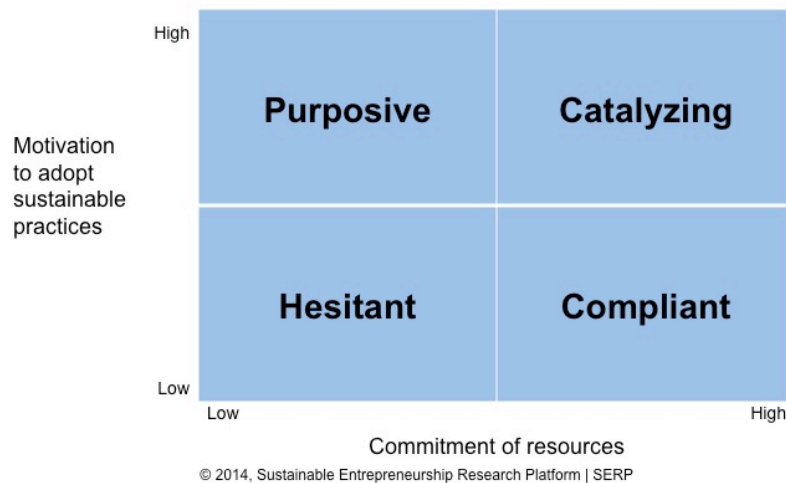 High
Purposive
Catalyzing
Motivation
to adopt
sustainable
practices
Hesitant
Compliant
Low
Low
High
Commitment of resources
© 2014, Sustainable Entrepreneurship Research Platform | SERP